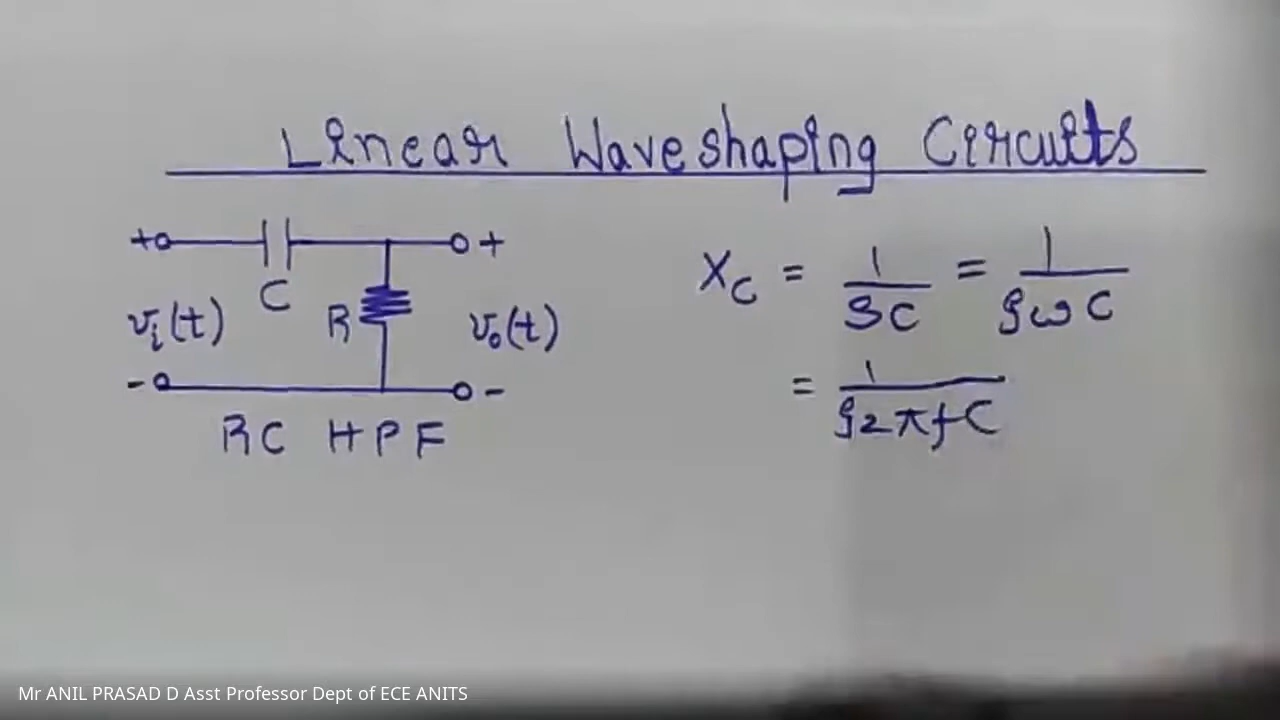 Linear Waveshaping Circuits
+ +
C
vi(t) R vo(t)
- -
RC HPF
XC = 1/SC = 1/jωC
= 1/j2πfC
Mr ANIL PRASAD D Asst Professor Dept of ECE ANITS